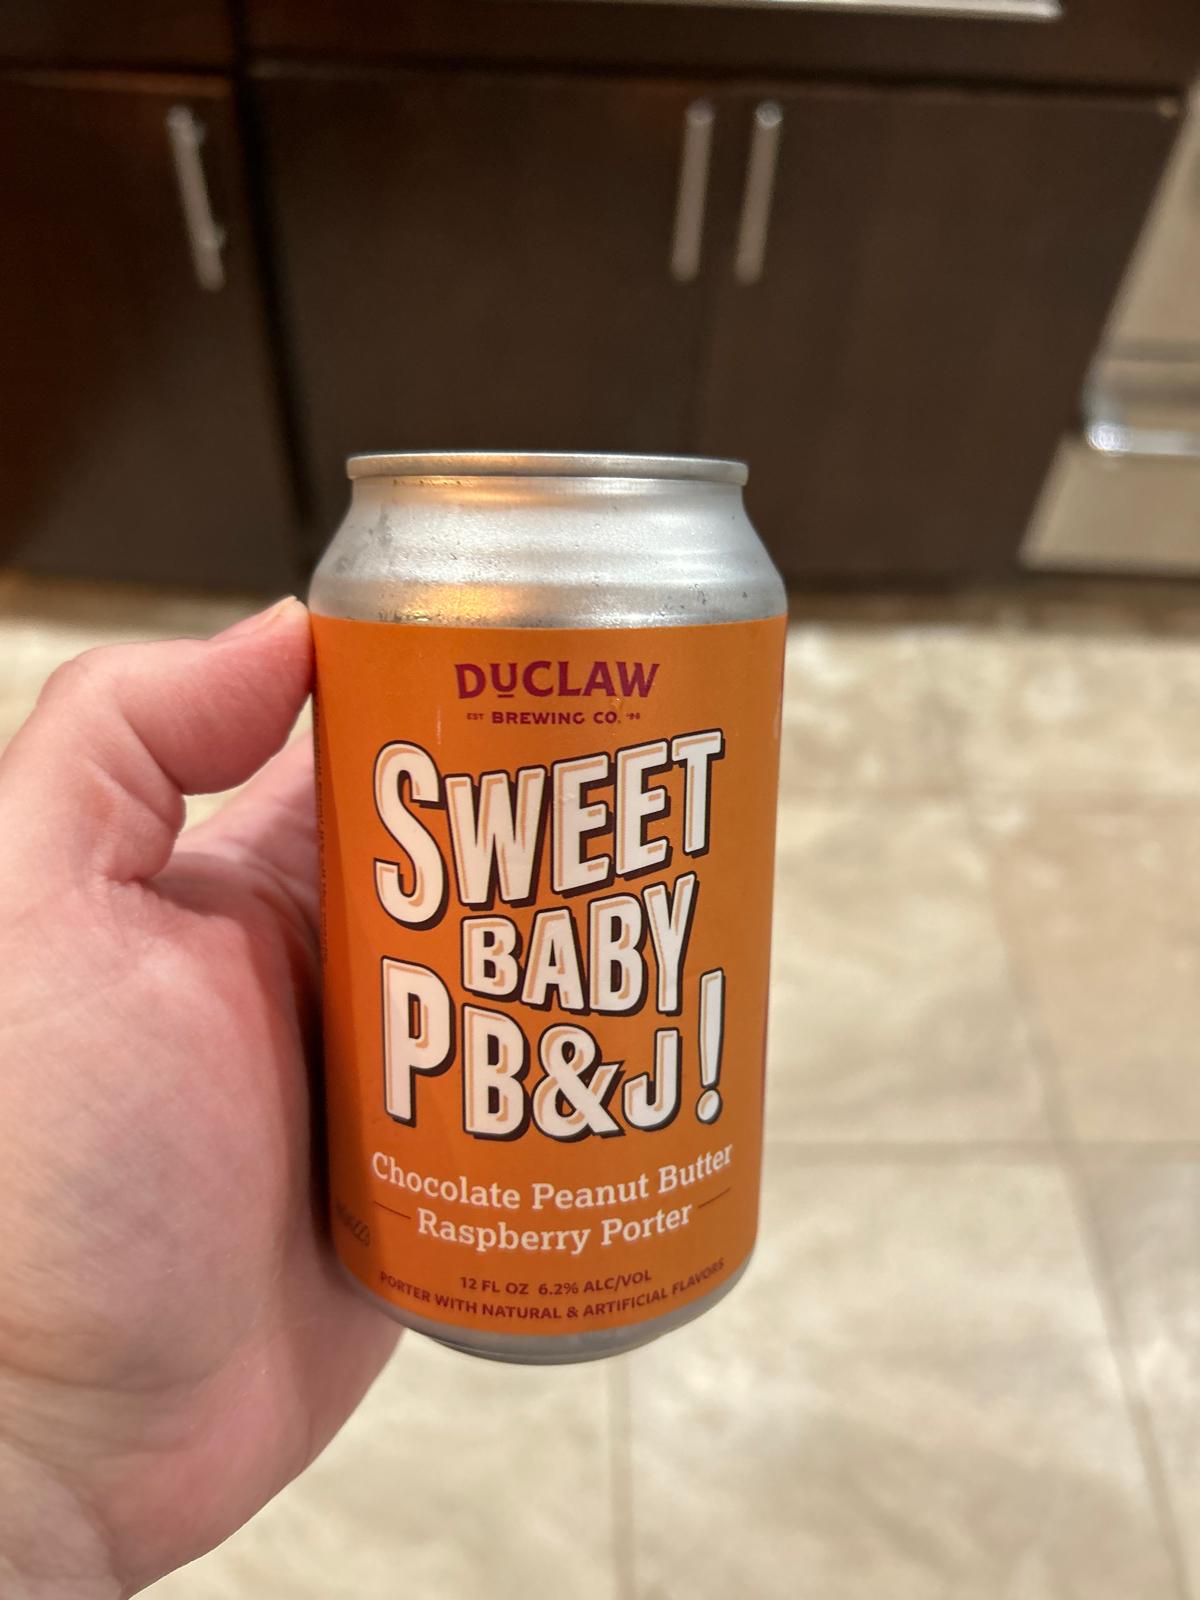 DUCLAW
EST BREWING CO. '96
SWEET
BABY
PB&J!
Chocolate Peanut Butter
Raspberry Porter
12 FL OZ 6.2% ALC/VOL
PORTER WITH NATURAL & ARTIFICIAL FLAVORS